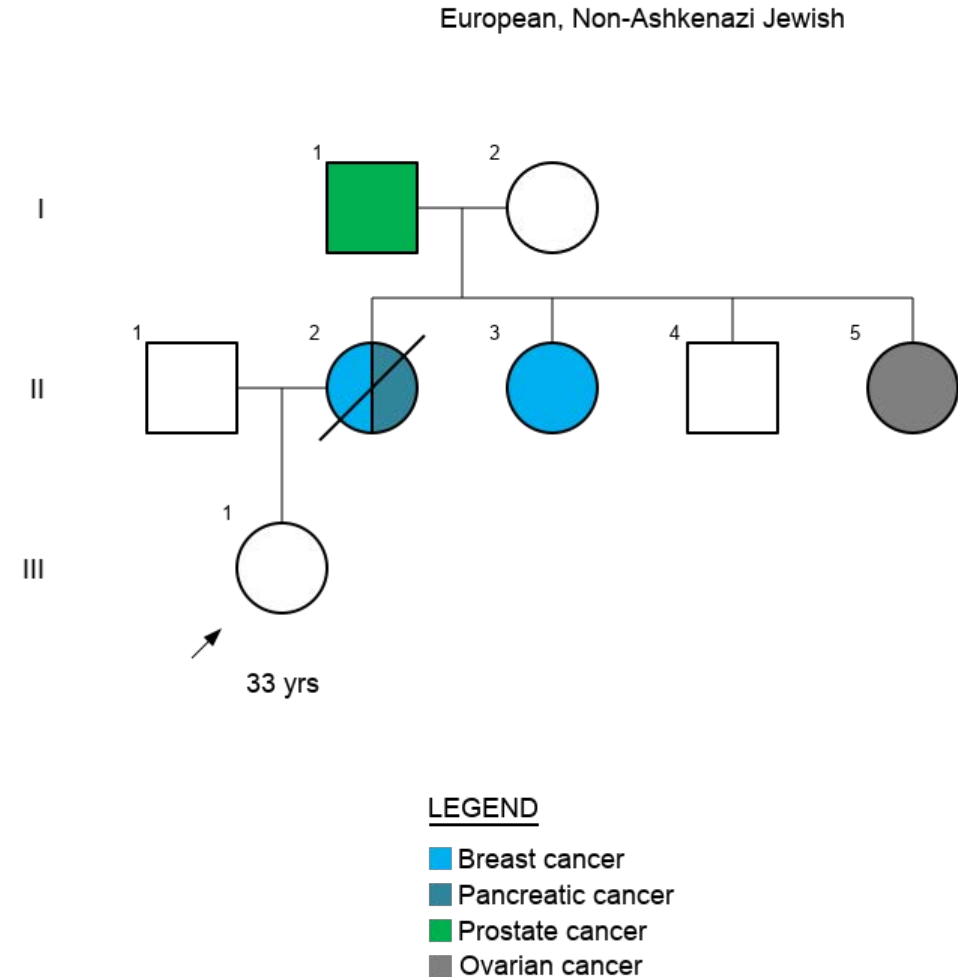 European, Non-Ashkenazi Jewish
1 2
I
1 2 3 4 5
II
1
III
33 yrs
LEGEND
Breast cancer
Pancreatic cancer
Prostate cancer
Ovarian cancer